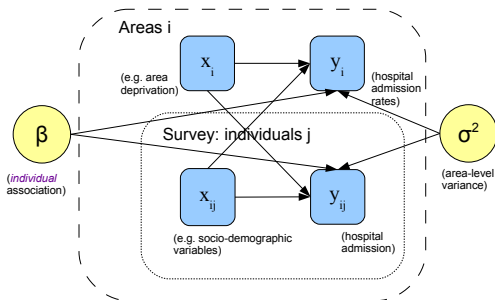 Areas i
x_i
y_i
(e.g. area
deprivation)
(hospital
admission
rates)
β
(individual
association)
σ²
(area-level
variance)
Survey: individuals j
x_ij
y_ij
(e.g. socio-demographic
variables)
(hospital
admission)